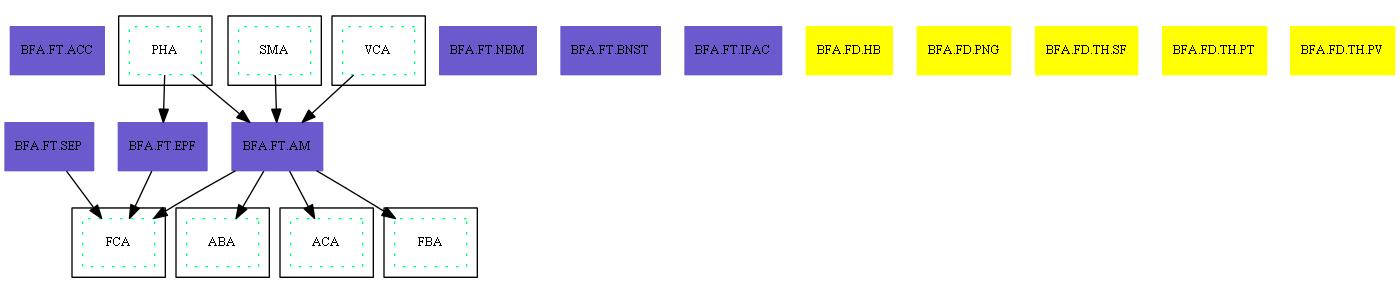 BFA.FT.ACC
PHA
SMA
VCA
BFA.FT.NBM
BFA.FT.BNST
BFA.FT.IPAC
BFA.FD.HB
BFA.FD.PNG
BFA.FD.TH.SF
BFA.FD.TH.PT
BFA.FD.TH.PV
BFA.FT.SEP
BFA.FT.EPF
BFA.FT.AM
FCA
ABA
ACA
FBA